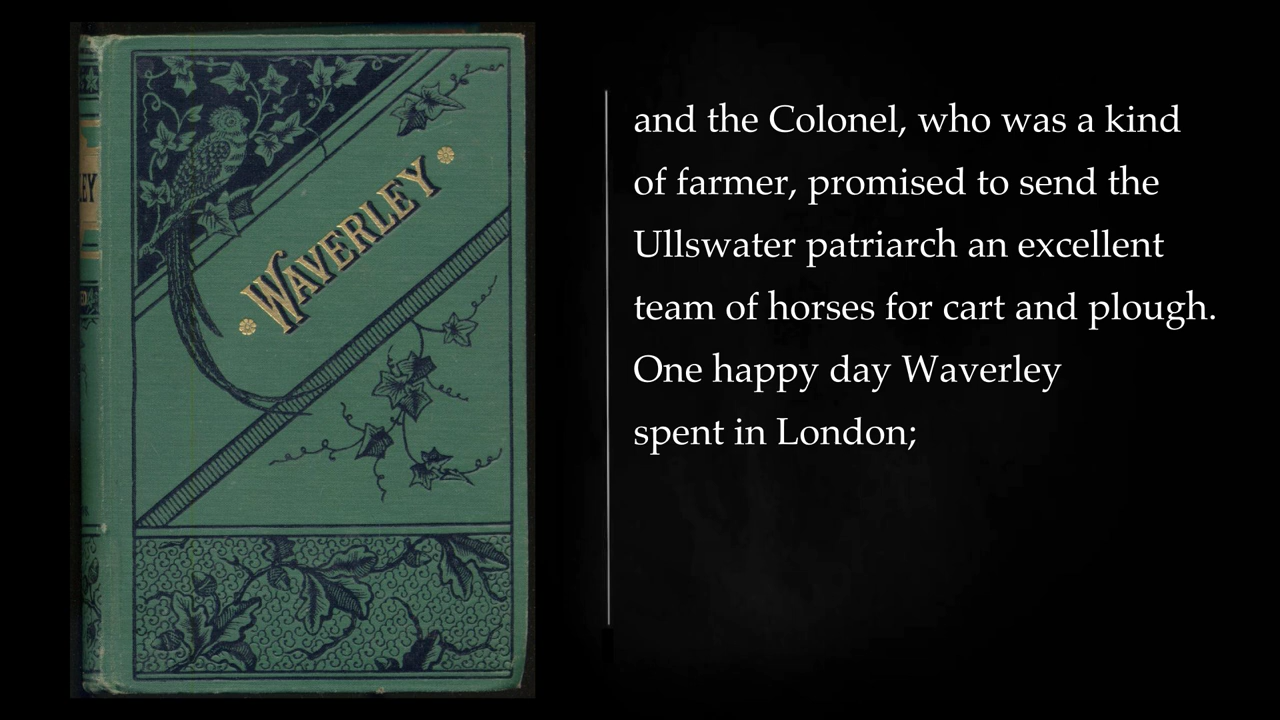 WAVERLEY
EY
and the Colonel, who was a kind
of farmer, promised to send the
Ullswater patriarch an excellent
team of horses for cart and plough.
One happy day Waverley
spent in London;